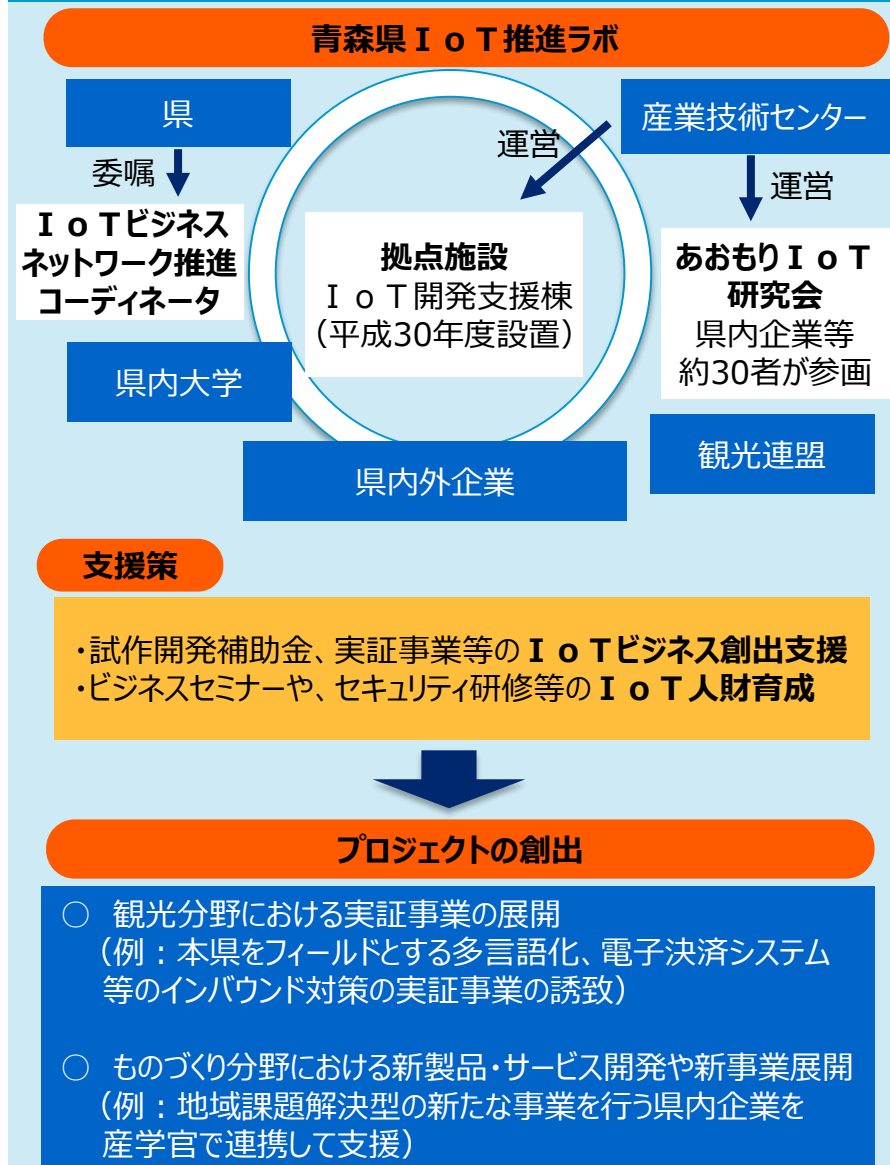 青森県ＩｏＴ推進ラボ
県
産業技術センター
委嘱
運営
運営
ＩｏＴビジネス
ネットワーク推進
コーディネータ
拠点施設
ＩｏＴ開発支援棟
（平成30年度設置）
あおもりＩｏＴ
研究会
県内企業等
約30者が参画
県内大学
観光連盟
県内外企業
支援策
・試作開発補助金、実証事業等のＩｏＴビジネス創出支援
・ビジネスセミナーや、セキュリティ研修等のＩｏＴ人財育成
プロジェクトの創出
○ 観光分野における実証事業の展開
（例：本県をフィールドとする多言語化、電子決済システム
等のインバウンド対策の実証事業の誘致）
○ ものづくり分野における新製品・サービス開発や新事業展開
（例：地域課題解決型の新たな事業を行う県内企業を
産学官で連携して支援）